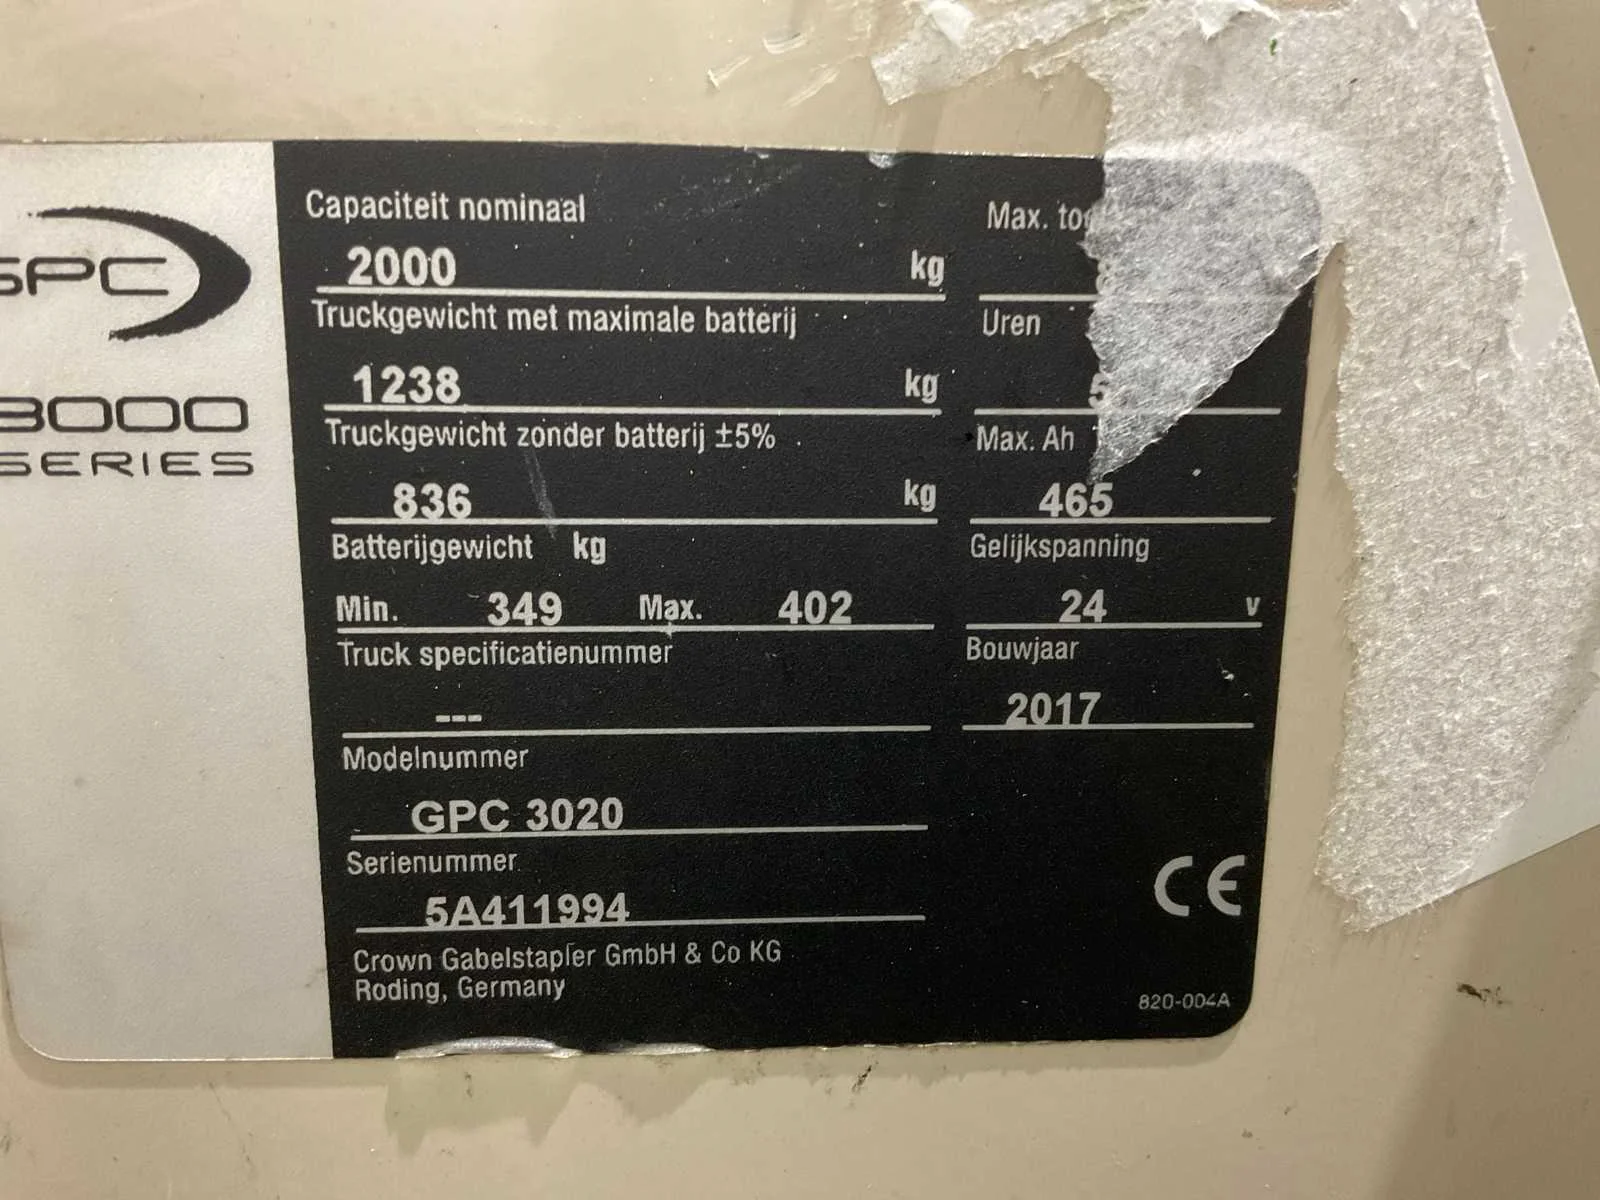 GPC
3000
SERIES
Capaciteit nominaal
2000 kg
Truckgewicht met maximale batterij
1238 kg
Truckgewicht zonder batterij ±5%
836 kg
Batterijgewicht kg
Min. 349 Max. 402
Truck specificatienummer
---
Modelnummer
GPC 3020
Serienummer
5A411994
Crown Gabelstapler GmbH & Co KG
Roding, Germany
Max.
Uren
5
Max. Ah
465
Gelijkspanning
24 V
Bouwjaar
2017
CE
820-004A